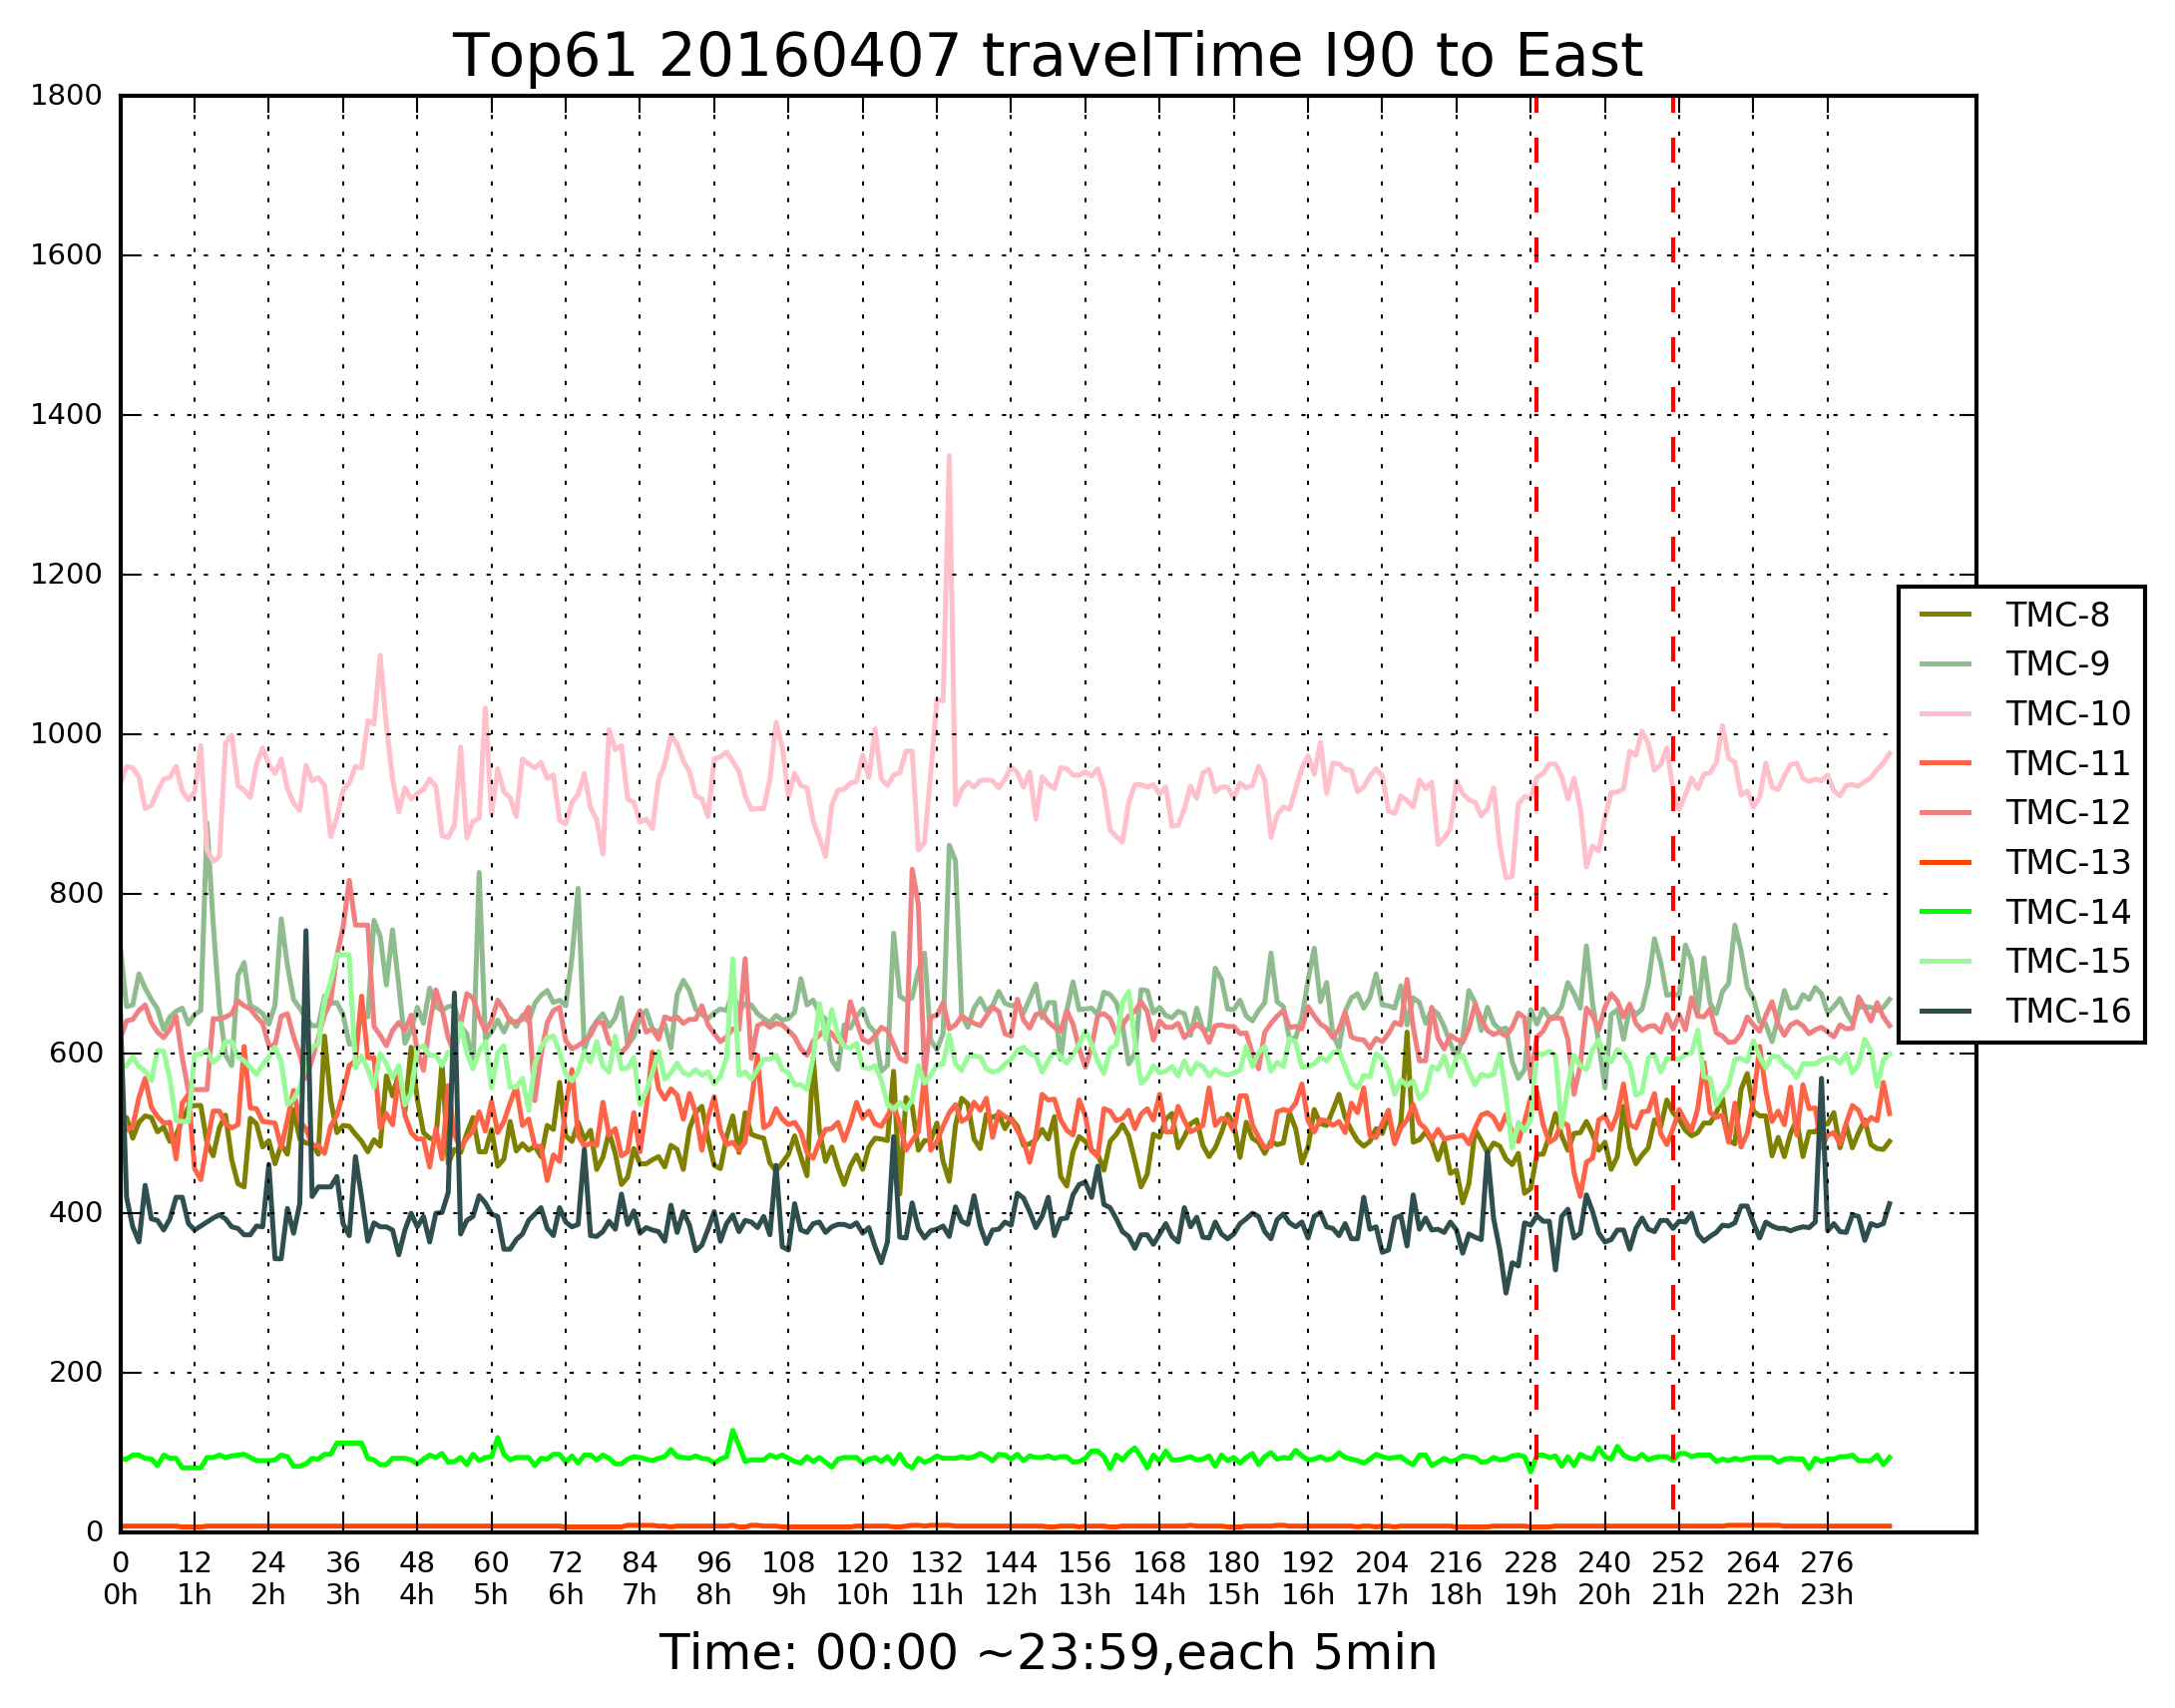 Top61 20160407 travelTime I90 to East
1800
1600
1400
1200
1000
800
600
400
200
0
TMC-8
TMC-9
TMC-10
TMC-11
TMC-12
TMC-13
TMC-14
TMC-15
TMC-16
0 12 24 36 48 60 72 84 96 108 120 132 144 156 168 180 192 204 216 228 240 252 264 276
0h 1h 2h 3h 4h 5h 6h 7h 8h 9h 10h 11h 12h 13h 14h 15h 16h 17h 18h 19h 20h 21h 22h 23h
Time: 00:00 ~23:59,each 5min